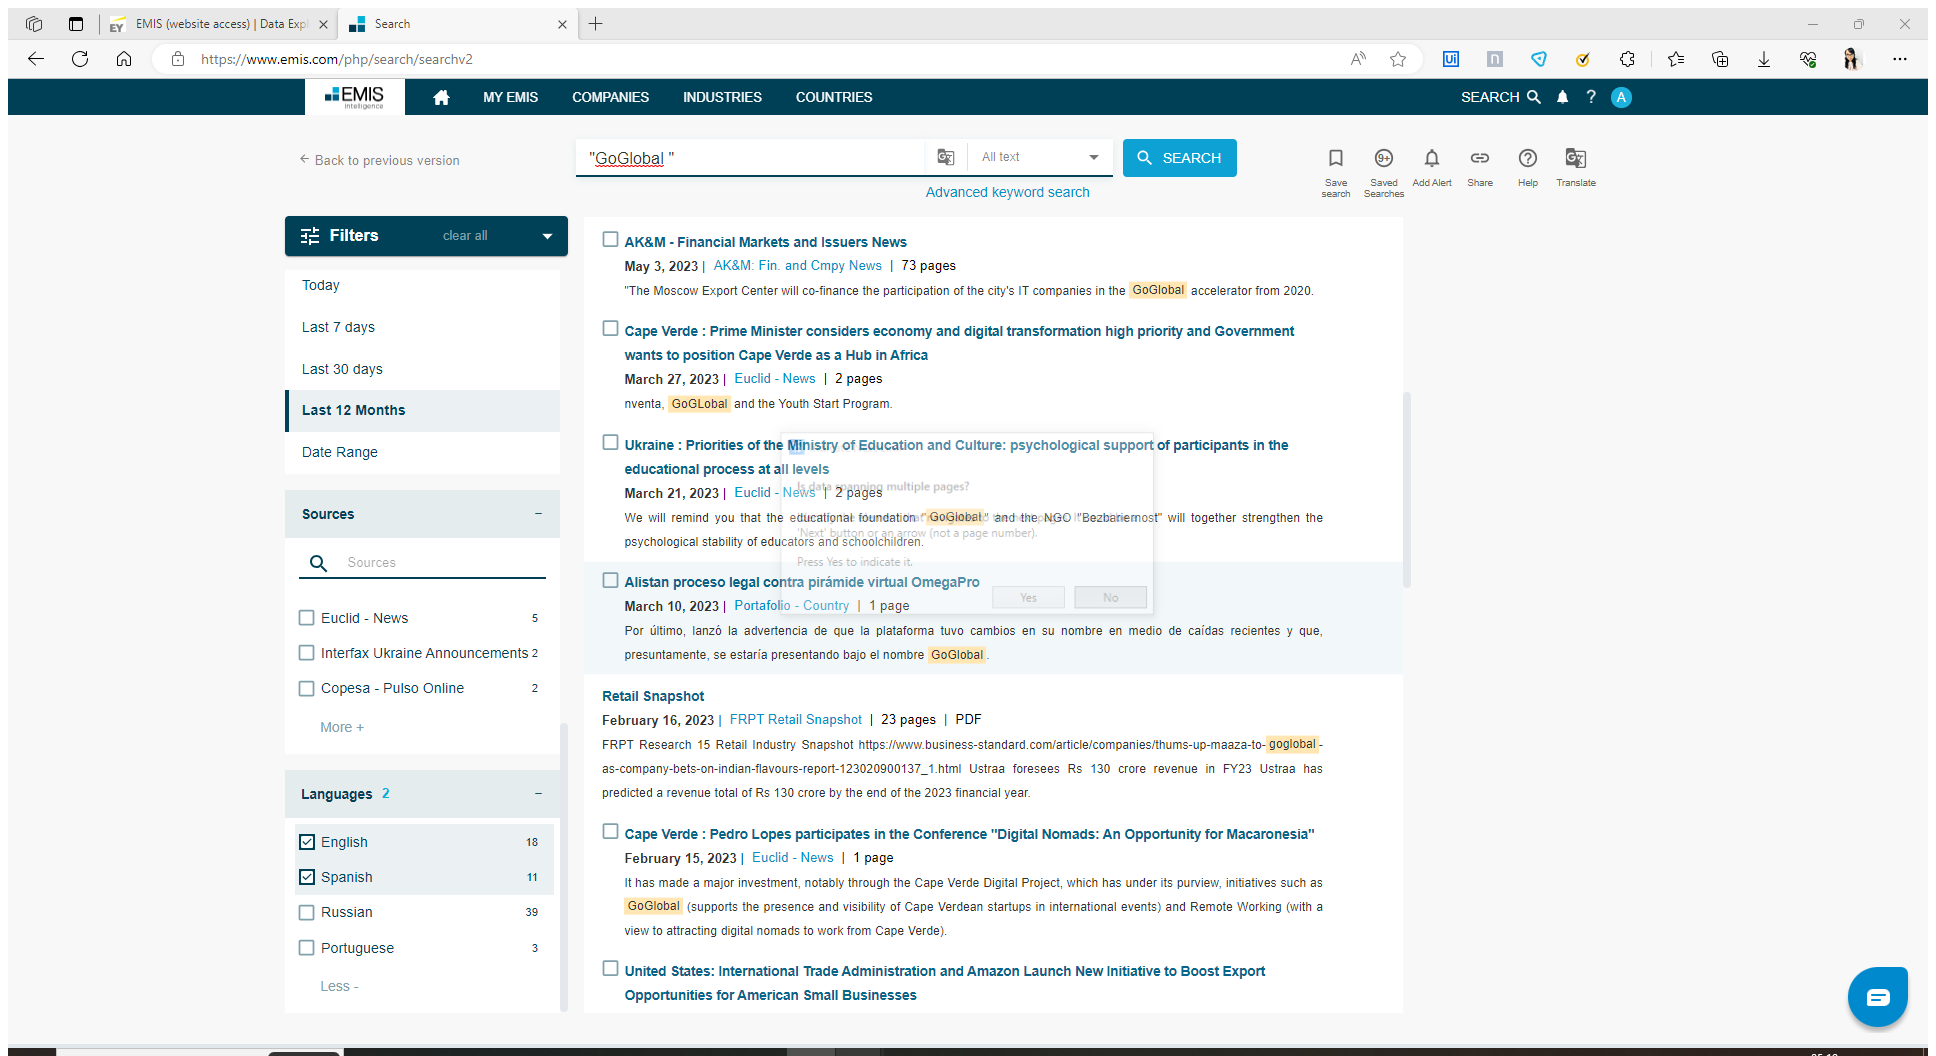 EY EMIS (website access) | Data Expl
Search
https://www.emis.com/php/search/searchv2
EMIS
Intelligence
MY EMIS
COMPANIES
INDUSTRIES
COUNTRIES
SEARCH
?
A
Back to previous version
"GoGlobal "
All text
SEARCH
Advanced keyword search
Save search
9+
Saved Searches
Add Alert
Share
Help
Translate
Filters
clear all
Today
Last 7 days
Last 30 days
Last 12 Months
Date Range
Sources
Sources
Euclid - News 5
Interfax Ukraine Announcements 2
Copesa - Pulso Online 2
More +
Languages 2
English 18
Spanish 11
Russian 39
Portuguese 3
Less -
AK&M - Financial Markets and Issuers News
May 3, 2023 | AK&M: Fin. and Cmpy News | 73 pages
"The Moscow Export Center will co-finance the participation of the city's IT companies in the GoGlobal accelerator from 2020.
Cape Verde : Prime Minister considers economy and digital transformation high priority and Government
wants to position Cape Verde as a Hub in Africa
March 27, 2023 | Euclid - News | 2 pages
nventa, GoGLobal and the Youth Start Program.
Ukraine : Priorities of the Ministry of Education and Culture: psychological support of participants in the
educational process at all levels
March 21, 2023 | Euclid - News | 2 pages
We will remind you that the educational foundation "GoGlobal" and the NGO "Bezbthemost" will together strengthen the
psychological stability of educators and schoolchildren.
Is data spanning multiple pages?
'Next' button or an arrow (not a page number).
Press Yes to indicate it.
Yes
No
Alistan proceso legal contra pirámide virtual OmegaPro
March 10, 2023 | Portafolio - Country | 1 page
Por último, lanzó la advertencia de que la plataforma tuvo cambios en su nombre en medio de caídas recientes y que,
presuntamente, se estaría presentando bajo el nombre GoGlobal.
Retail Snapshot
February 16, 2023 | FRPT Retail Snapshot | 23 pages | PDF
FRPT Research 15 Retail Industry Snapshot https://www.business-standard.com/article/companies/thums-up-maaza-to-goglobal-
as-company-bets-on-indian-flavours-report-123020900137_1.html Ustraa foresees Rs 130 crore revenue in FY23 Ustraa has
predicted a revenue total of Rs 130 crore by the end of the 2023 financial year.
Cape Verde : Pedro Lopes participates in the Conference "Digital Nomads: An Opportunity for Macaronesia"
February 15, 2023 | Euclid - News | 1 page
It has made a major investment, notably through the Cape Verde Digital Project, which has under its purview, initiatives such as
GoGlobal (supports the presence and visibility of Cape Verdean startups in international events) and Remote Working (with a
view to attracting digital nomads to work from Cape Verde).
United States: International Trade Administration and Amazon Launch New Initiative to Boost Export
Opportunities for American Small Businesses